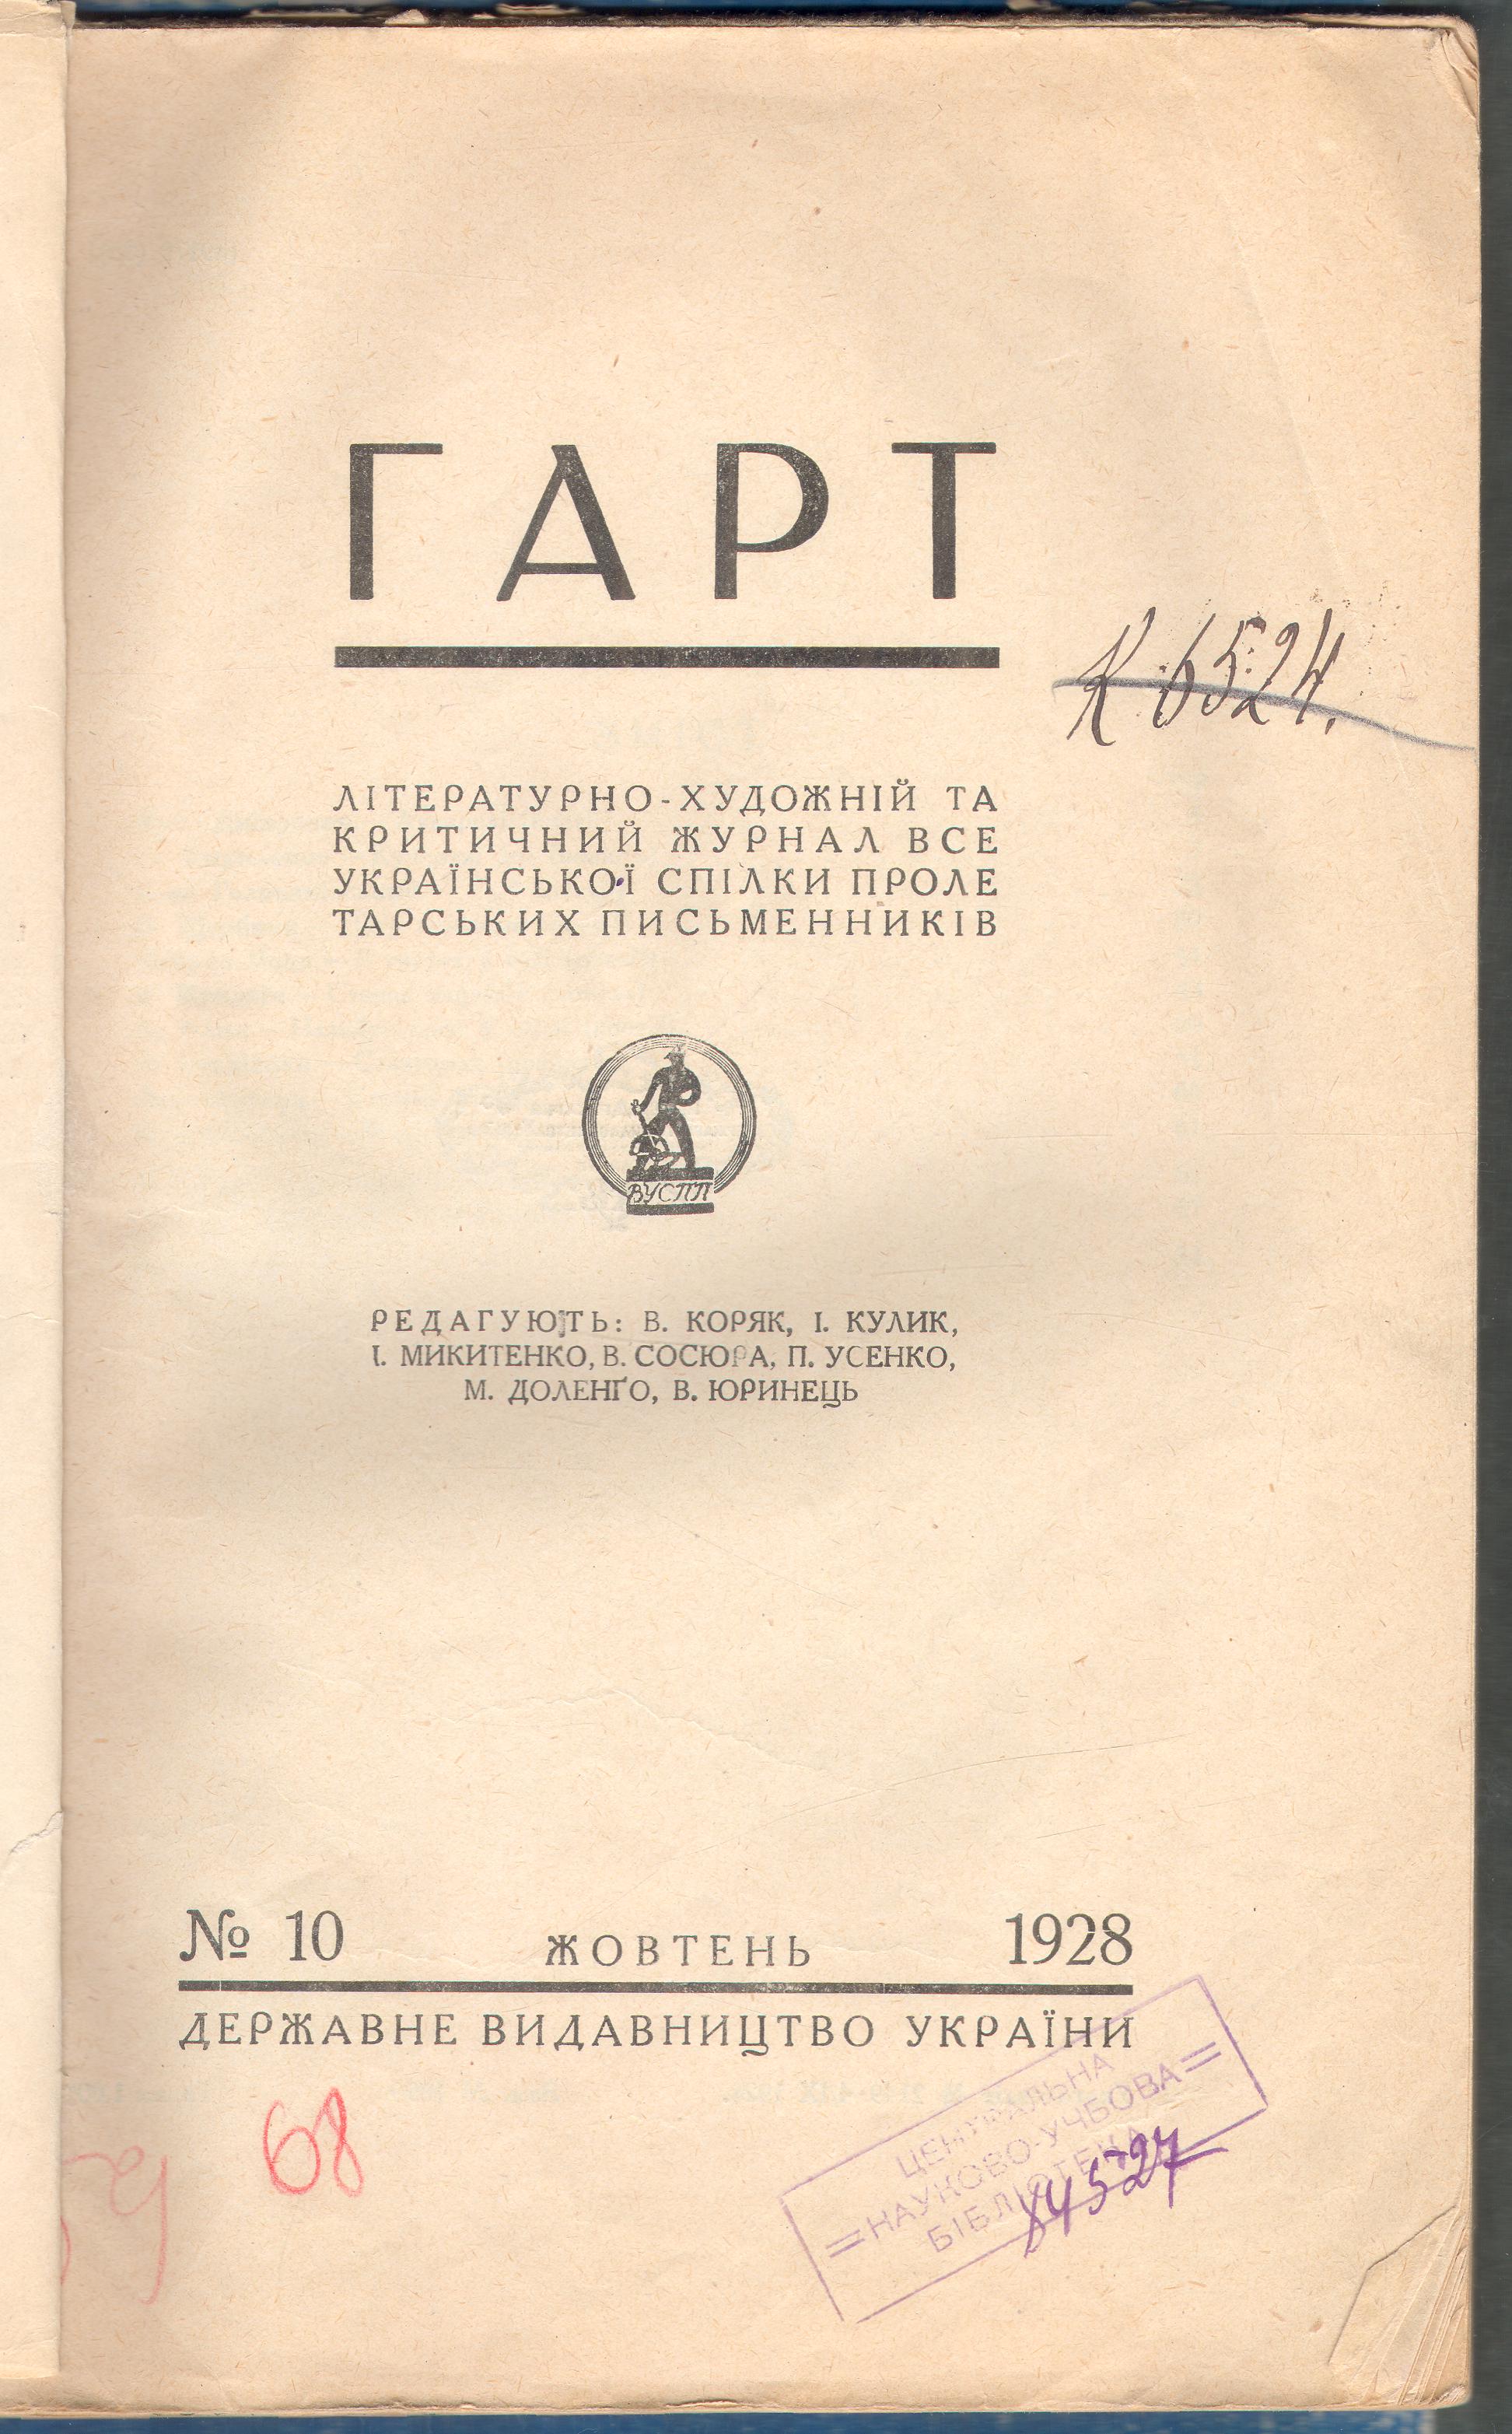 ГАРТ
К 6524.
ЛІТЕРАТУРНО-ХУДОЖНІЙ ТА
КРИТИЧНИЙ ЖУРНАЛ ВСЕ
УКРАЇНСЬКОЇ СПІЛКИ ПРОЛЕ
ТАРСЬКИХ ПИСЬМЕННИКІВ
ВУСПП
РЕДАГУЮТЬ: В. КОРЯК, І. КУЛИК,
І. МИКИТЕНКО, В. СОСЮРА, П. УСЕНКО,
М. ДОЛЕНҐО, В. ЮРИНЕЦЬ
№ 10 ЖОВТЕНЬ 1928
ДЕРЖАВНЕ ВИДАВНИЦТВО УКРАЇНИ
68
ЦЕНТРАЛЬНА
=НАУКОВО-УЧБОВА=
БІБЛІОТЕКА
84527